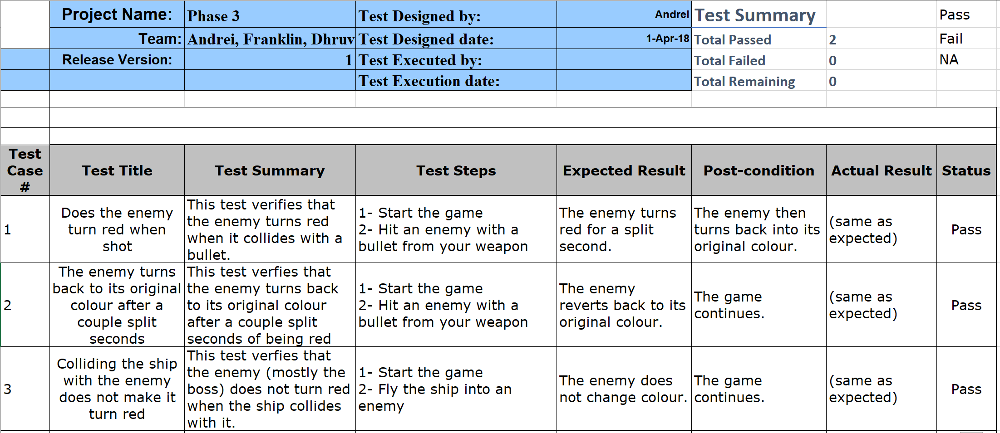 Project Name: Phase 3 Test Designed by: Andrei Test Summary Pass
Team: Andrei, Franklin, Dhruv Test Designed date: 1-Apr-18 Total Passed 2 Fail
Release Version: 1 Test Executed by: Total Failed 0 NA
Test Execution date: Total Remaining 0
Test
Case
#
Test Title
Test Summary
Test Steps
Expected Result
Post-condition
Actual Result
Status
1
Does the enemy
turn red when
shot
This test verifies that
the enemy turns red
when it collides with a
bullet.
1- Start the game
2- Hit an enemy with a
bullet from your weapon
The enemy turns
red for a split
second.
The enemy then
turns back into its
original colour.
(same as
expected)
Pass
2
The enemy turns
back to its original
colour after a
couple split
seconds
This test verfies that
the enemy turns back
to its original colour
after a couple split
seconds of being red
1- Start the game
2- Hit an enemy with a
bullet from your weapon
The enemy
reverts back to its
original colour.
The game
continues.
(same as
expected)
Pass
3
Colliding the ship
with the enemy
does not make it
turn red
This test verfies that
the enemy (mostly the
boss) does not turn red
when the ship collides
with it.
1- Start the game
2- Fly the ship into an
enemy
The enemy does
not change colour.
The game
continues.
(same as
expected)
Pass